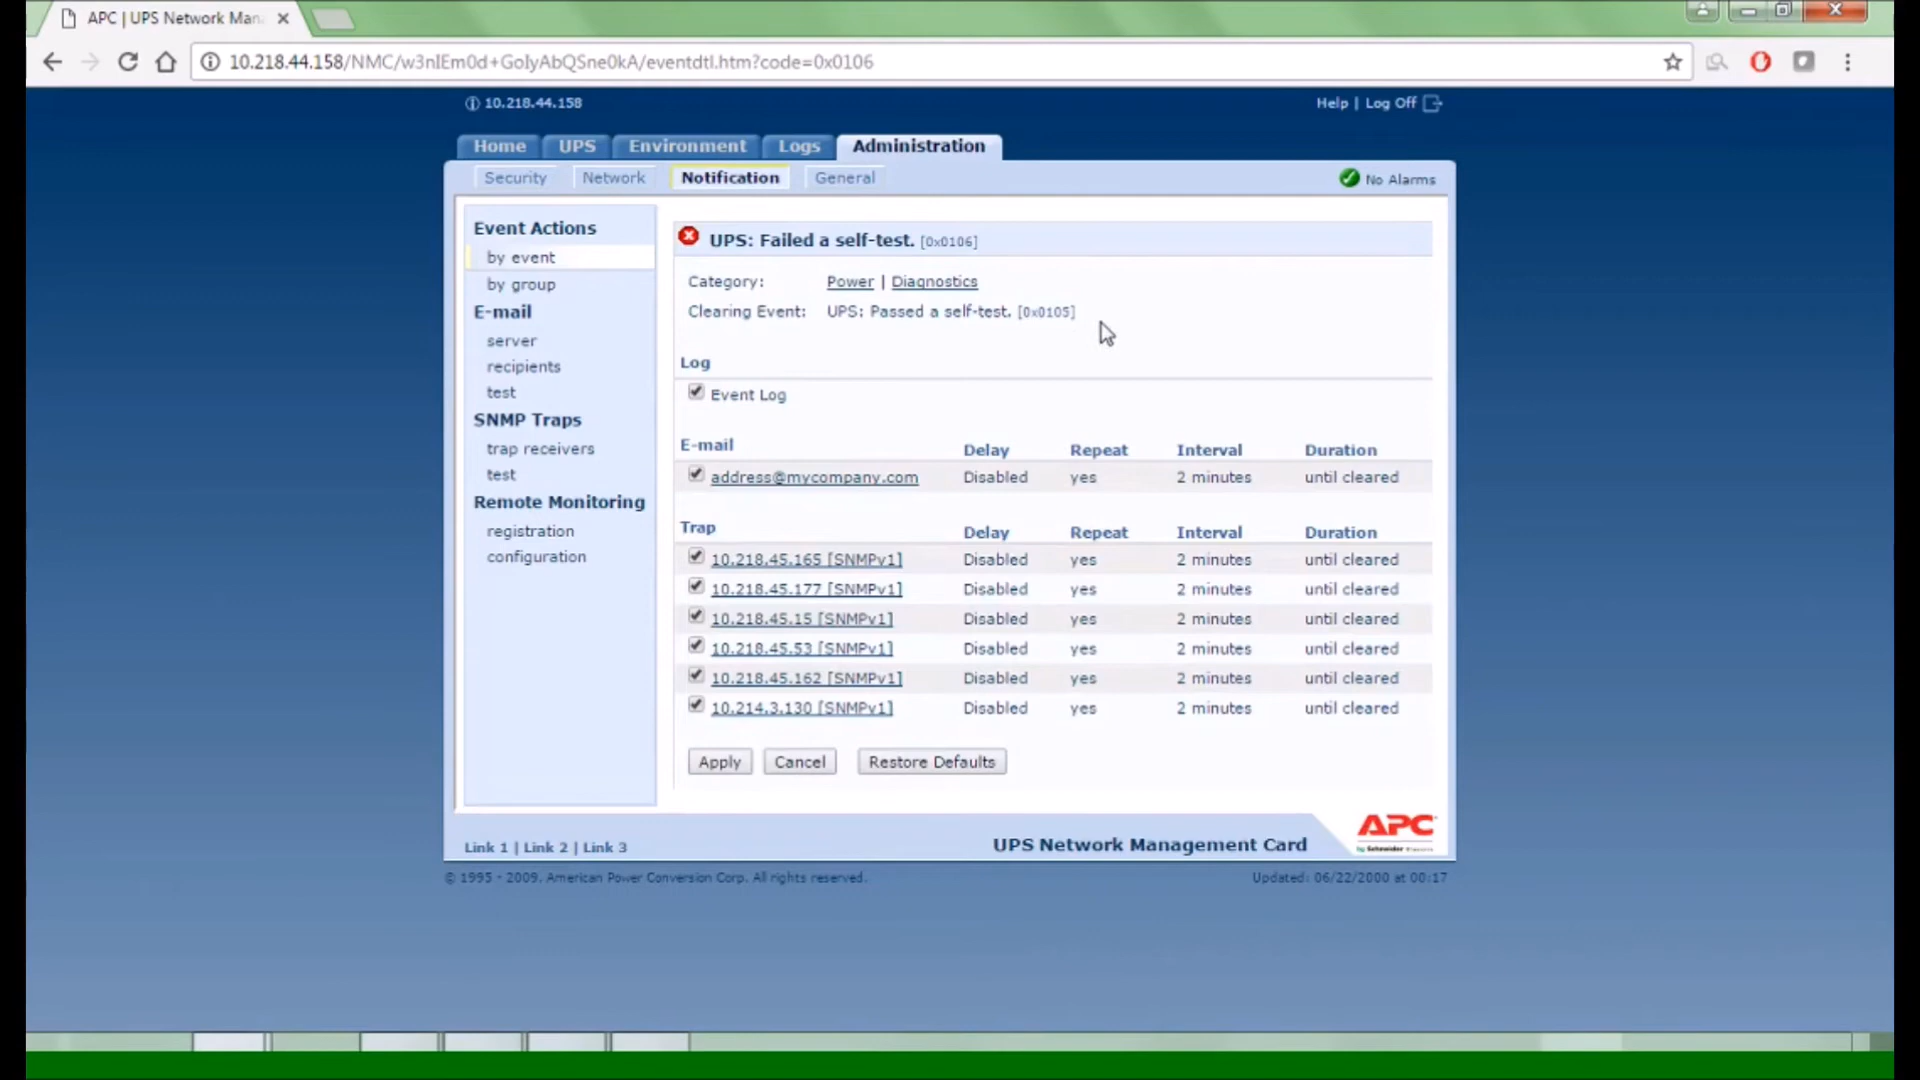 APC | UPS Network Man
10.218.44.158/NMC/w3nlEm0d+GolyAbQSne0kA/eventdtl.htm?code=0x0106
10.218.44.158
Help | Log Off
Home UPS Environment Logs Administration
Security Network Notification General No Alarms
Event Actions
by event
by group
E-mail
server
recipients
test
SNMP Traps
trap receivers
test
Remote Monitoring
registration
configuration
UPS: Failed a self-test. [0x0106]
Category: Power | Diagnostics
Clearing Event: UPS: Passed a self-test. [0x0105]
Log
Event Log
E-mail Delay Repeat Interval Duration
address@mycompany.com Disabled yes 2 minutes until cleared
Trap Delay Repeat Interval Duration
10.218.45.165 [SNMPv1] Disabled yes 2 minutes until cleared
10.218.45.177 [SNMPv1] Disabled yes 2 minutes until cleared
10.218.45.15 [SNMPv1] Disabled yes 2 minutes until cleared
10.218.45.53 [SNMPv1] Disabled yes 2 minutes until cleared
10.218.45.162 [SNMPv1] Disabled yes 2 minutes until cleared
10.214.3.130 [SNMPv1] Disabled yes 2 minutes until cleared
Apply Cancel Restore Defaults
Link 1 | Link 2 | Link 3
UPS Network Management Card
APC
by Schneider Electric
© 1995 - 2009, American Power Conversion Corp. All rights reserved.
Updated: 06/22/2000 at 00:17